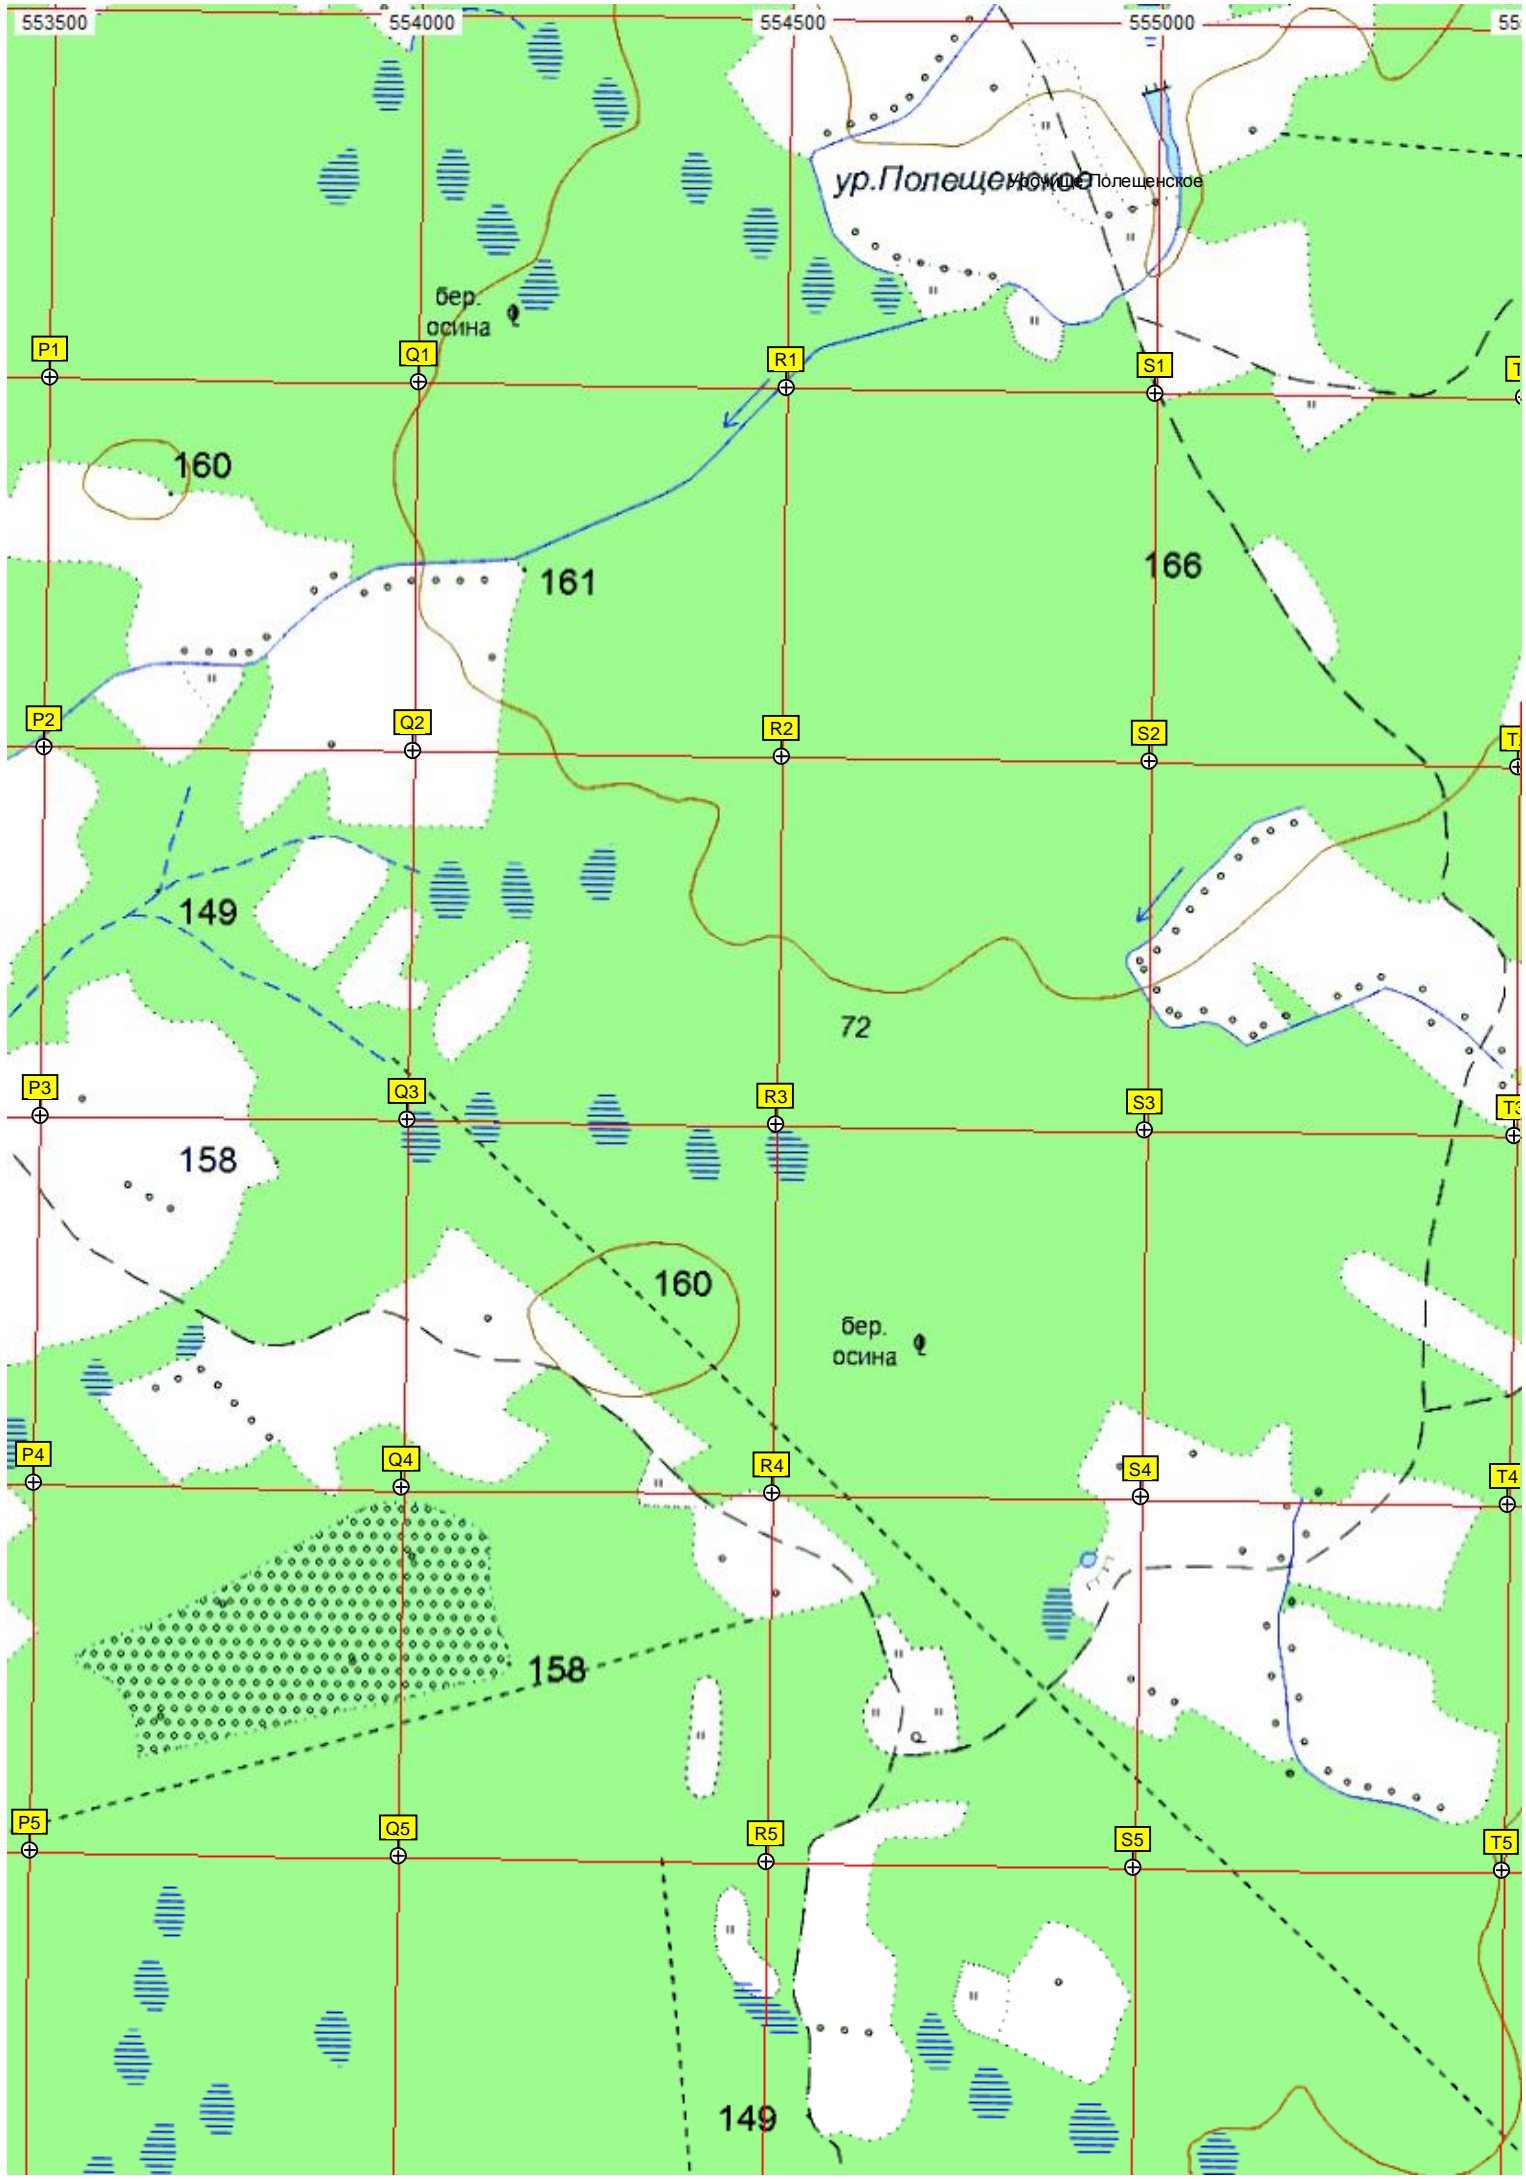 553500
554000
554500
555000
55
ур.Полещенское
Урочище Полещенское
бер.
осина
P1
Q1
R1
S1
T
160
161
166
P2
Q2
R2
S2
T
149
72
P3
Q3
R3
S3
T3
158
160
бер.
осина
P4
Q4
R4
S4
T4
158
P5
Q5
R5
S5
T5
149